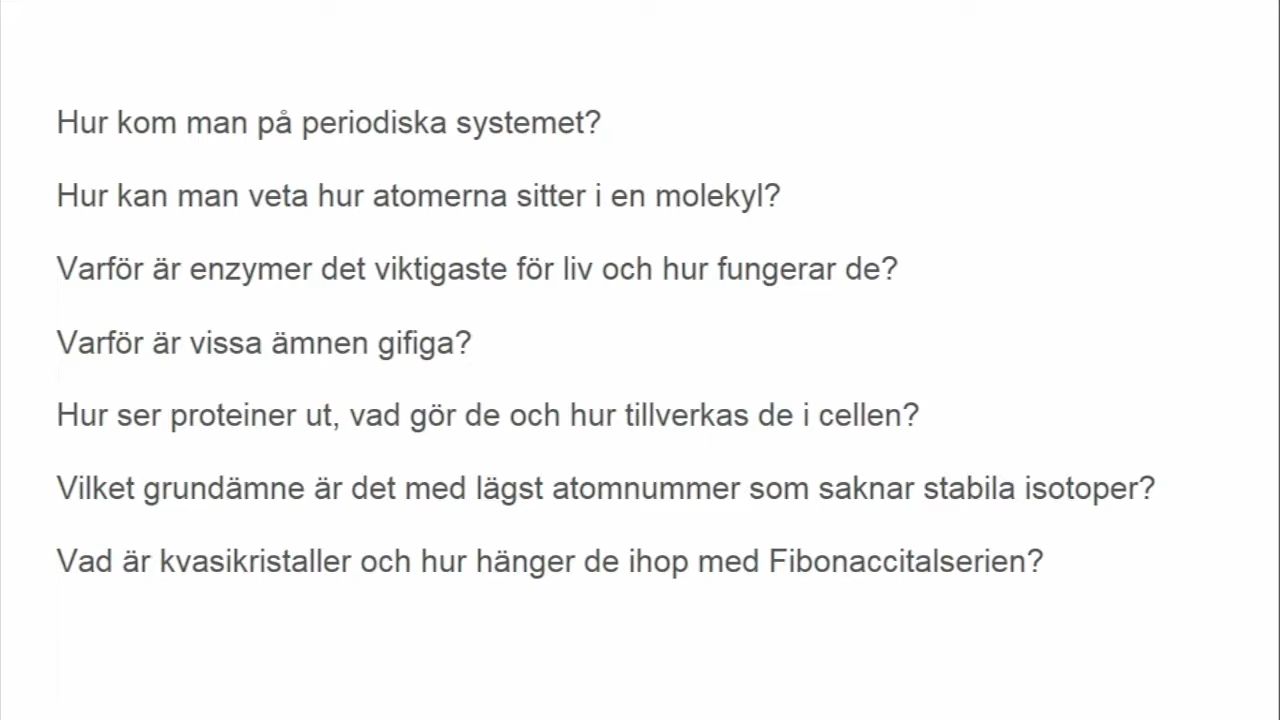 Hur kom man på periodiska systemet?
Hur kan man veta hur atomerna sitter i en molekyl?
Varför är enzymer det viktigaste för liv och hur fungerar de?
Varför är vissa ämnen gifiga?
Hur ser proteiner ut, vad gör de och hur tillverkas de i cellen?
Vilket grundämne är det med lägst atomnummer som saknar stabila isotoper?
Vad är kvasikristaller och hur hänger de ihop med Fibonaccitalserien?